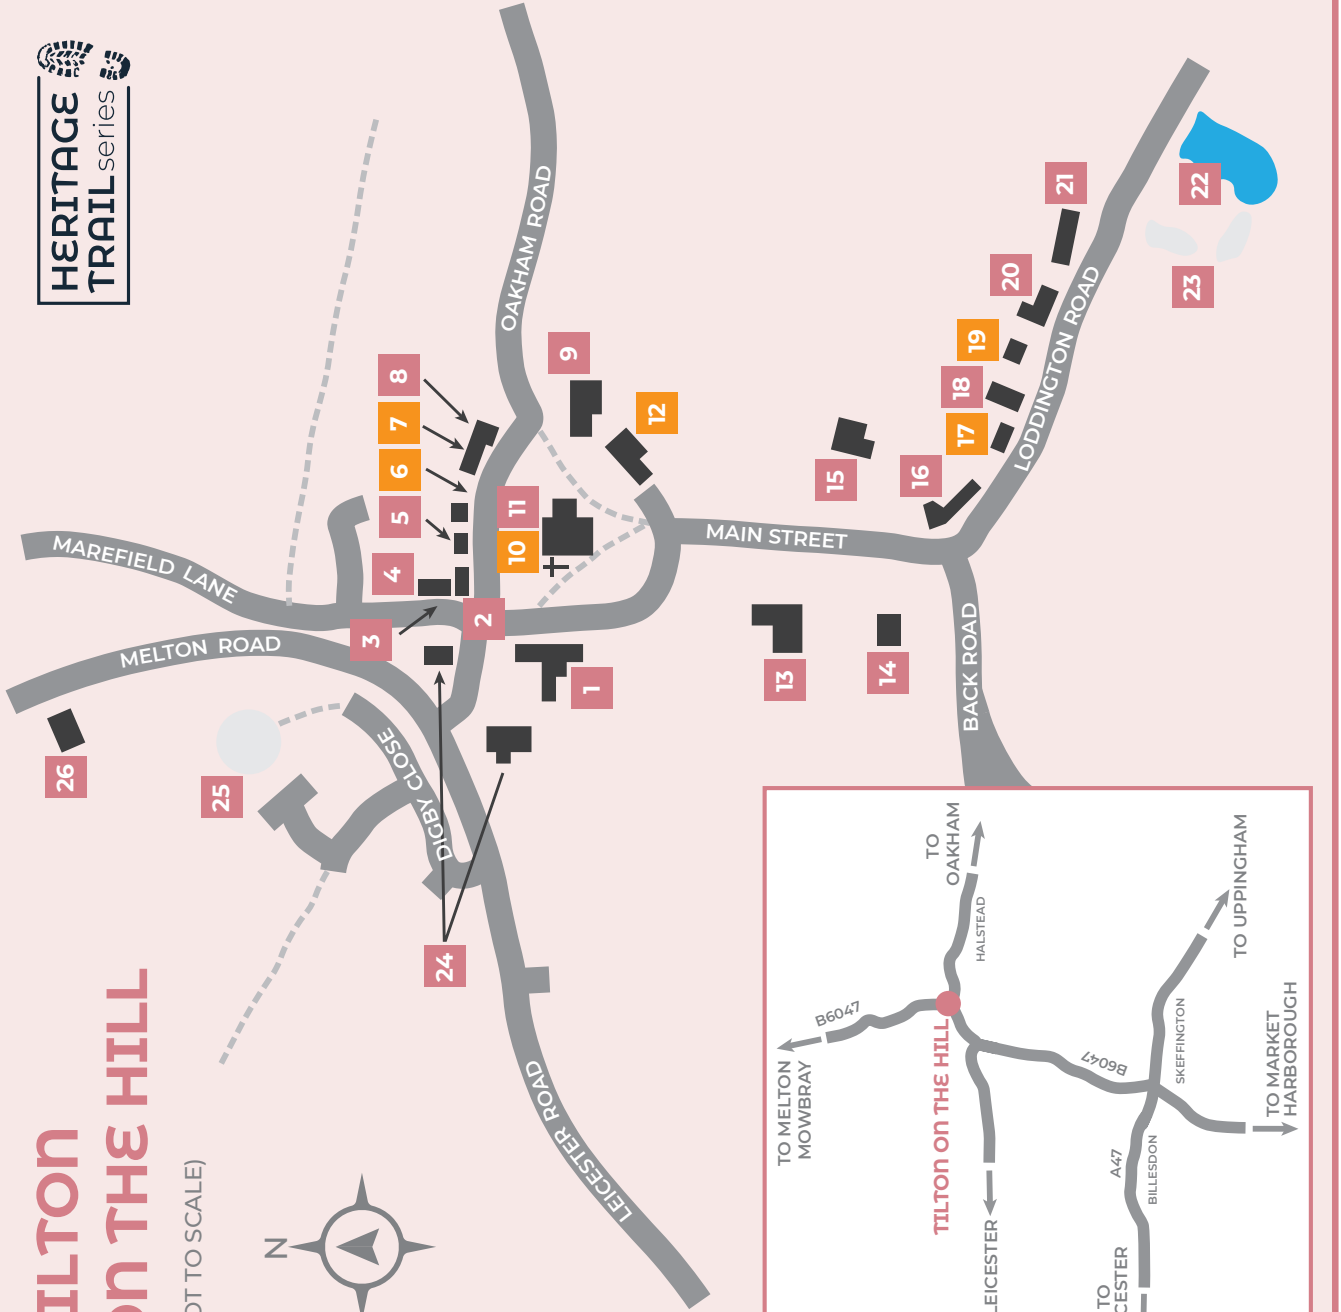 HERITAGE
TRAIL series
ILTON
ON THE HILL
OT TO SCALE)
N
MAREFIELD LANE
MELTON ROAD
OAKHAM ROAD
DIGBY CLOSE
LEICESTER ROAD
MAIN STREET
LODDINGTON ROAD
BACK ROAD
1
2
3
4
5
6
7
8
9
10
11
12
13
14
15
16
17
18
19
20
21
22
23
24
25
26
TO MELTON
MOWBRAY
B6047
TO
OAKHAM
HALSTEAD
TILTON ON THE HILL
B6047
LEICESTER
SKEFFINGTON
TO UPPINGHAM
A47
BILLESDON
TO MARKET
HARBOROUGH
TO
CESTER